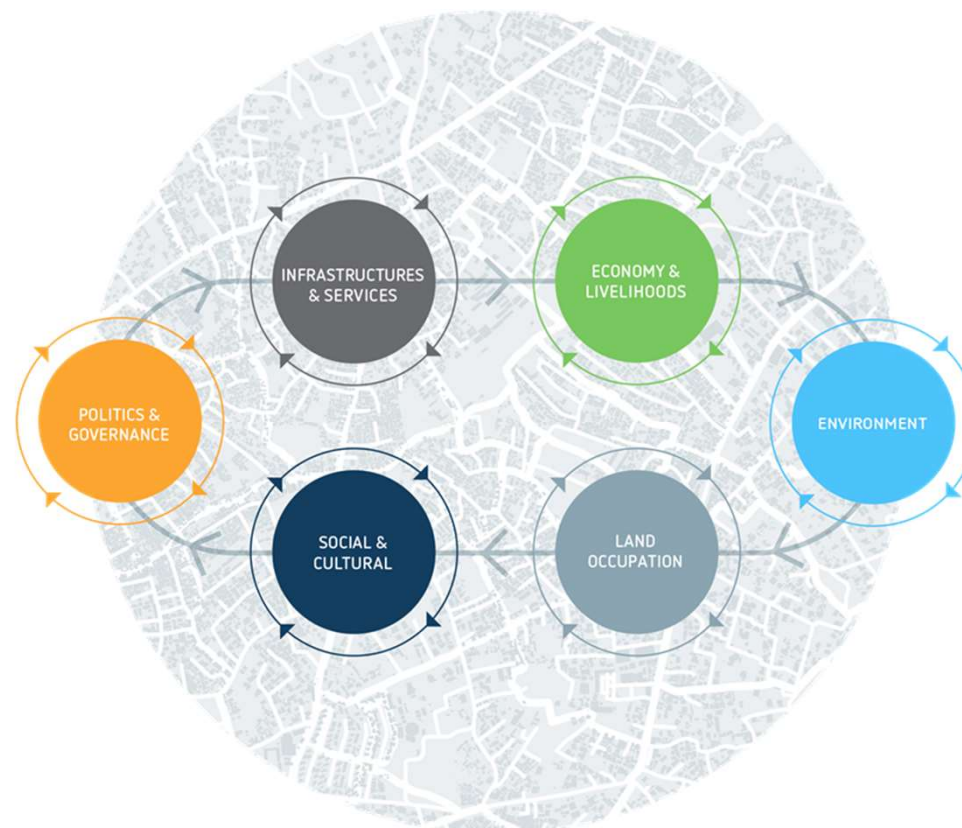 INFRASTRUCTURES
& SERVICES
ECONOMY &
LIVELIHOODS
POLITICS &
GOVERNANCE
ENVIRONMENT
SOCIAL &
CULTURAL
LAND
OCCUPATION